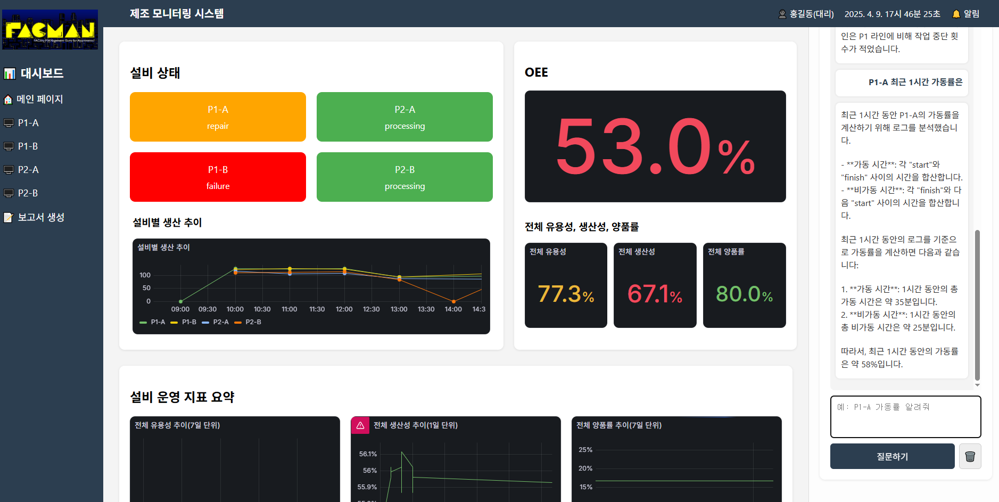 FACMAN
FACility MANagement Guru for Apartments!
제조 모니터링 시스템
홍길동(대리)
2025. 4. 9. 17시 46분 25초
알림
대시보드
메인 페이지
P1-A
P1-B
P2-A
P2-B
보고서 생성
설비 상태
P1-A
repair
P2-A
processing
P1-B
failure
P2-B
processing
설비별 생산 추이
설비별 생산 추이
100
50
0
09:00 09:30 10:00 10:30 11:00 11:30 12:00 12:30 13:00 13:30 14:00 14:3
P1-A P1-B P2-A P2-B
OEE
53.0%
전체 유용성, 생산성, 양품률
전체 유용성
77.3%
전체 생산성
67.1%
전체 양품률
80.0%
설비 운영 지표 요약
전체 유용성 추이(7일 단위)
전체 생산성 추이(1일 단위)
56.1%
56%
55.9%
전체 양품률 추이(7일 단위)
25%
20%
15%
인은 P1 라인에 비해 작업 중단 횟
수가 적었습니다.
P1-A 최근 1시간 가동률은
최근 1시간 동안 P1-A의 가동률을
계산하기 위해 로그를 분석했습니
다.
- **가동 시간**: 각 "start"와
"finish" 사이의 시간을 합산합니다.
- **비가동 시간**: 각 "finish"와 다
음 "start" 사이의 시간을 합산합니
다.
최근 1시간 동안의 로그를 기준으
로 가동률을 계산하면 다음과 같습
니다:
1. **가동 시간**: 1시간 동안의 총
가동 시간은 약 35분입니다.
2. **비가동 시간**: 1시간 동안의
총 비가동 시간은 약 25분입니다.
따라서, 최근 1시간 동안의 가동률
은 약 58%입니다.
예: P1-A 가동률 알려줘
질문하기